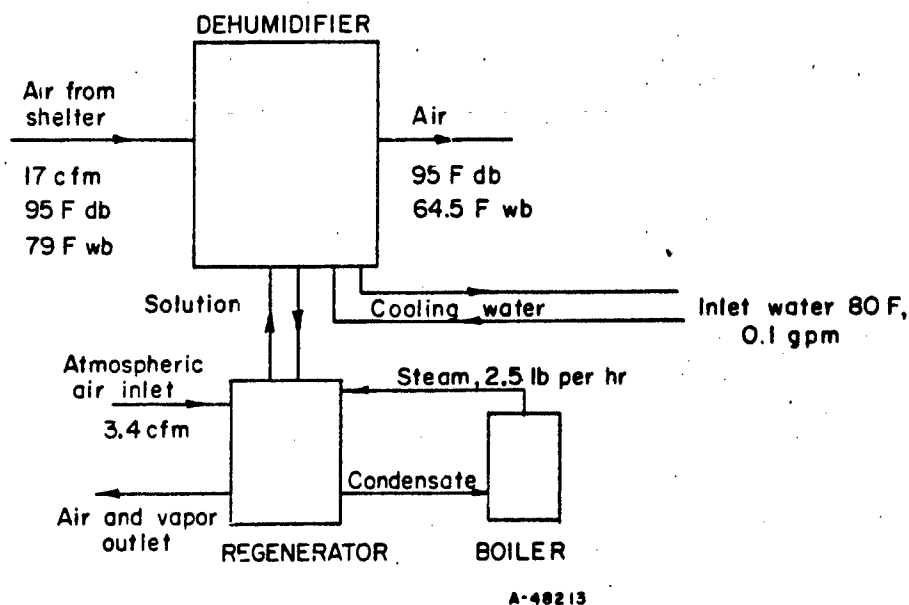 DEHUMIDIFIER
Air from
shelter
17 cfm
95 F db
79 F wb
Air
95 F db
64.5 F wb
Solution
Cooling water
Inlet water 80 F,
0.1 gpm
Atmospheric
air inlet
3.4 cfm
Steam, 2.5 lb per hr
Condensate
Air and vapor
outlet
REGENERATOR
BOILER
A-48213